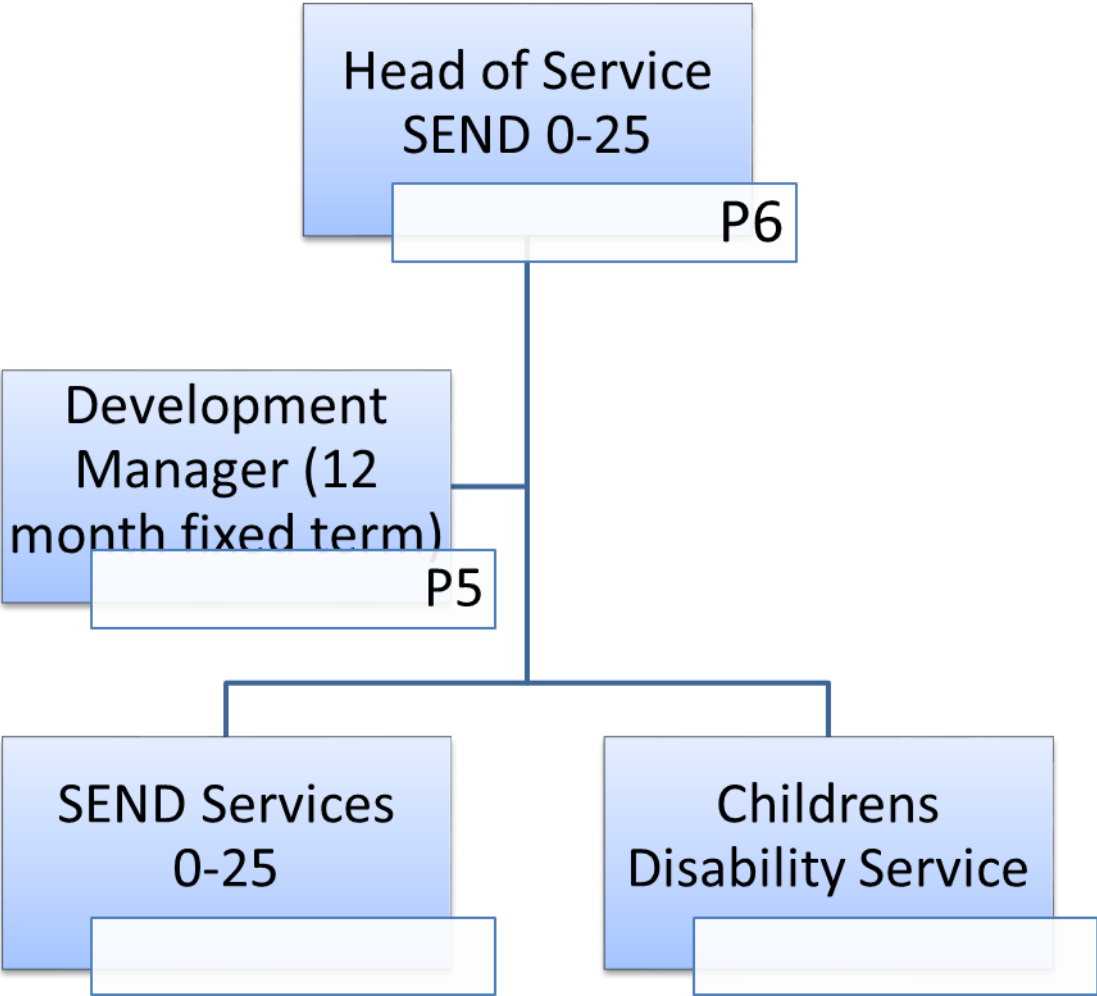 Head of Service
SEND 0-25
P6
Development
Manager (12
month fixed term)
P5
SEND Services
0-25
Childrens
Disability Service